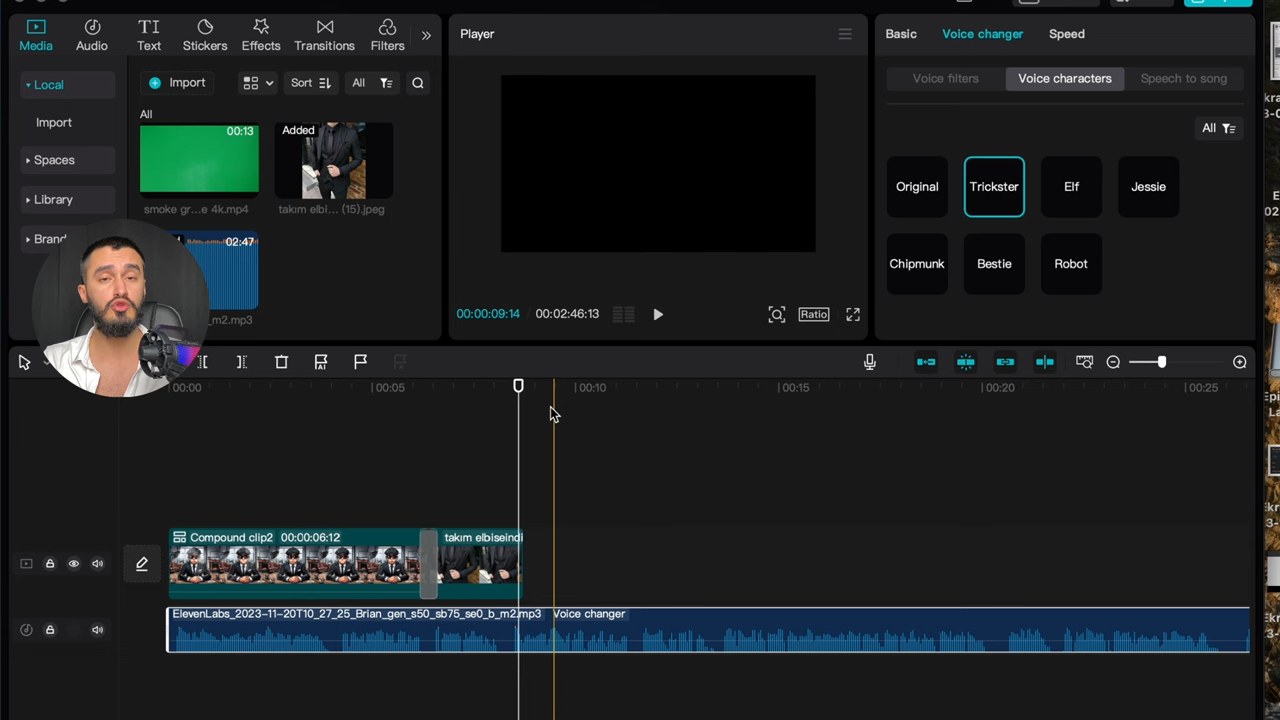 Media
Audio
Text
Stickers
Effects
Transitions
Filters
Player
Basic
Voice changer
Speed
Local
Import
Sort
All
Voice filters
Voice characters
Speech to song
Import
All
00:13
Added
All
Spaces
Original
Trickster
Elf
Jessie
Library
smoke gr...e 4k.mp4
takım elbi... (15).jpeg
Brand
02:47
Chipmunk
Bestie
Robot
_m2.mp3
00:00:09:14 / 00:02:46:13
Ratio
00:00
00:05
00:10
00:15
00:20
00:25
Compound clip2 00:00:06:12
takım elbiseindi
ElevenLabs_2023-11-20T10_27_25_Brian_gen_s50_sb75_se0_b_m2.mp3
Voice changer